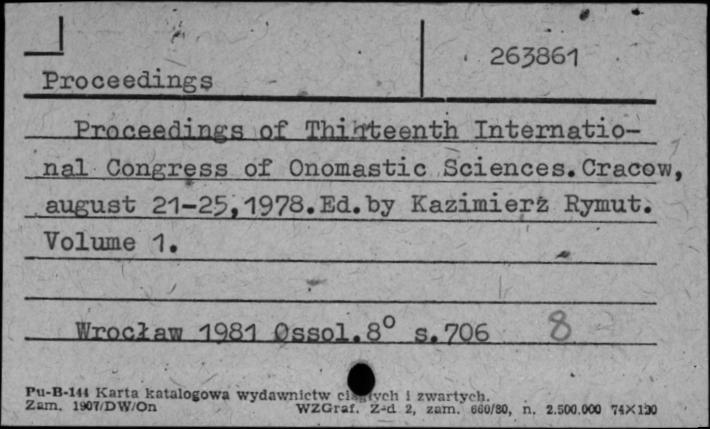 263861
Proceedings
Proceedings of Thirteenth Internatio-
nal Congress of Onomastic Sciences. Cracow,
august 21-25, 1978. Ed. by Kazimierz Rymut.
Volume 1.
Wrocław 1981 Ossol. 8° s. 706 8
Pu-B-144 Karta katalogowa wydawnictw ciągłych i zwartych.
Zam. 1907/DW/On WZGraf. Z-d 2, zam. 660/80, n. 2.500.000 74×120